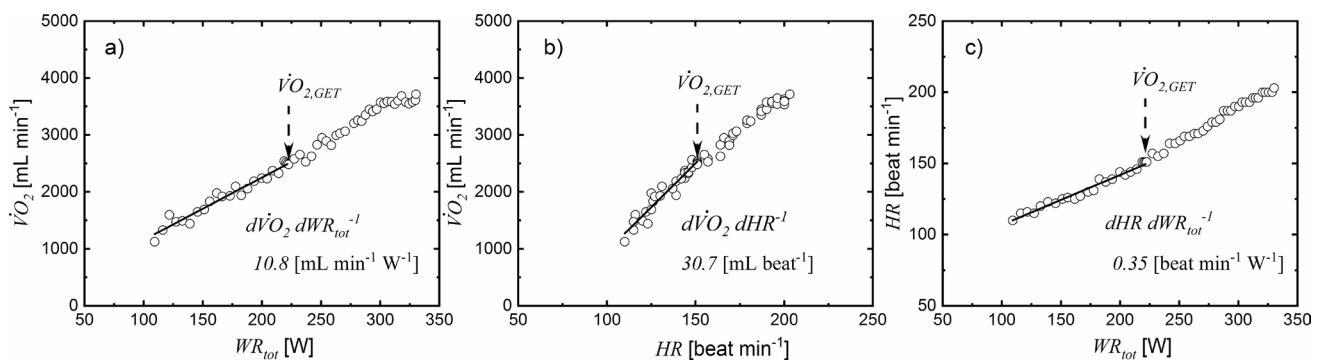 a)
V̇O2,GET
dV̇O2 dWRtot-1
10.8 [mL min-1 W-1]
V̇O2 [mL min-1]
5000
4000
3000
2000
1000
0
50 100 150 200 250 300 350
WRtot [W]
b)
V̇O2,GET
dV̇O2 dHR-1
30.7 [mL beat-1]
V̇O2 [mL min-1]
5000
4000
3000
2000
1000
0
50 100 150 200 250
HR [beat min-1]
c)
V̇O2,GET
dHR dWRtot-1
0.35 [beat min-1 W-1]
HR [beat min-1]
250
200
150
100
50
50 100 150 200 250 300 350
WRtot [W]